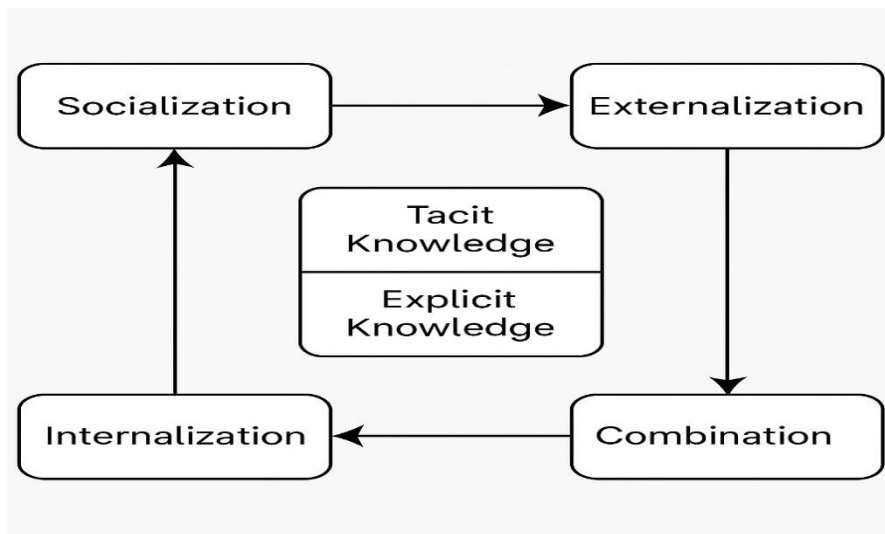 Socialization
Externalization
Tacit
Knowledge
Explicit
Knowledge
Internalization
Combination